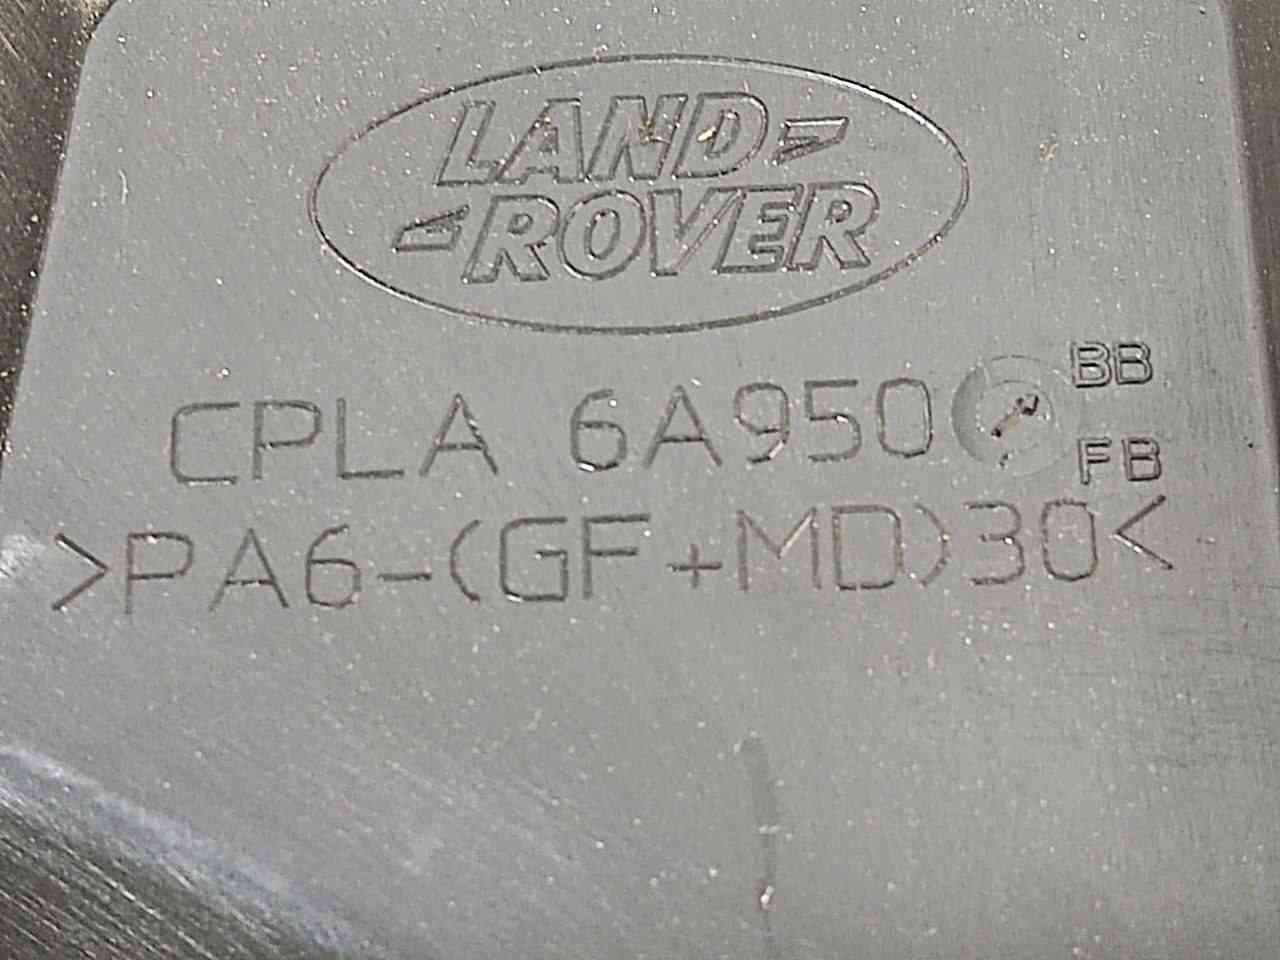 LAND
ROVER
CPLA 6A950 BB
FB
>PA6-(GF+MD)30<